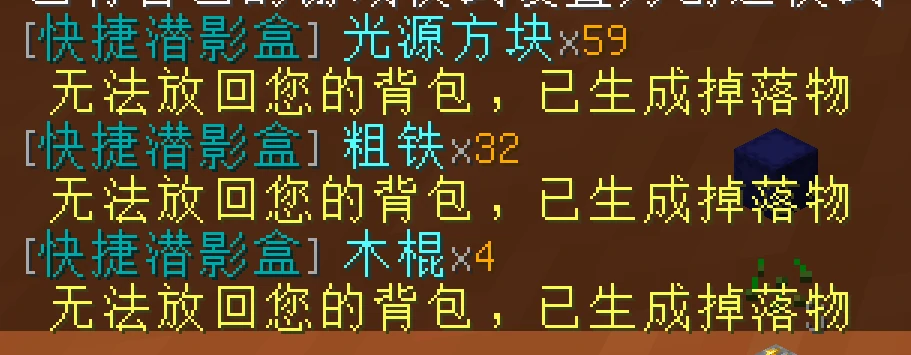 [快捷潜影盒] 光源方块x59
无法放回您的背包，已生成掉落物
[快捷潜影盒] 粗铁x32
无法放回您的背包，已生成掉落物
[快捷潜影盒] 木棍x4
无法放回您的背包，已生成掉落物